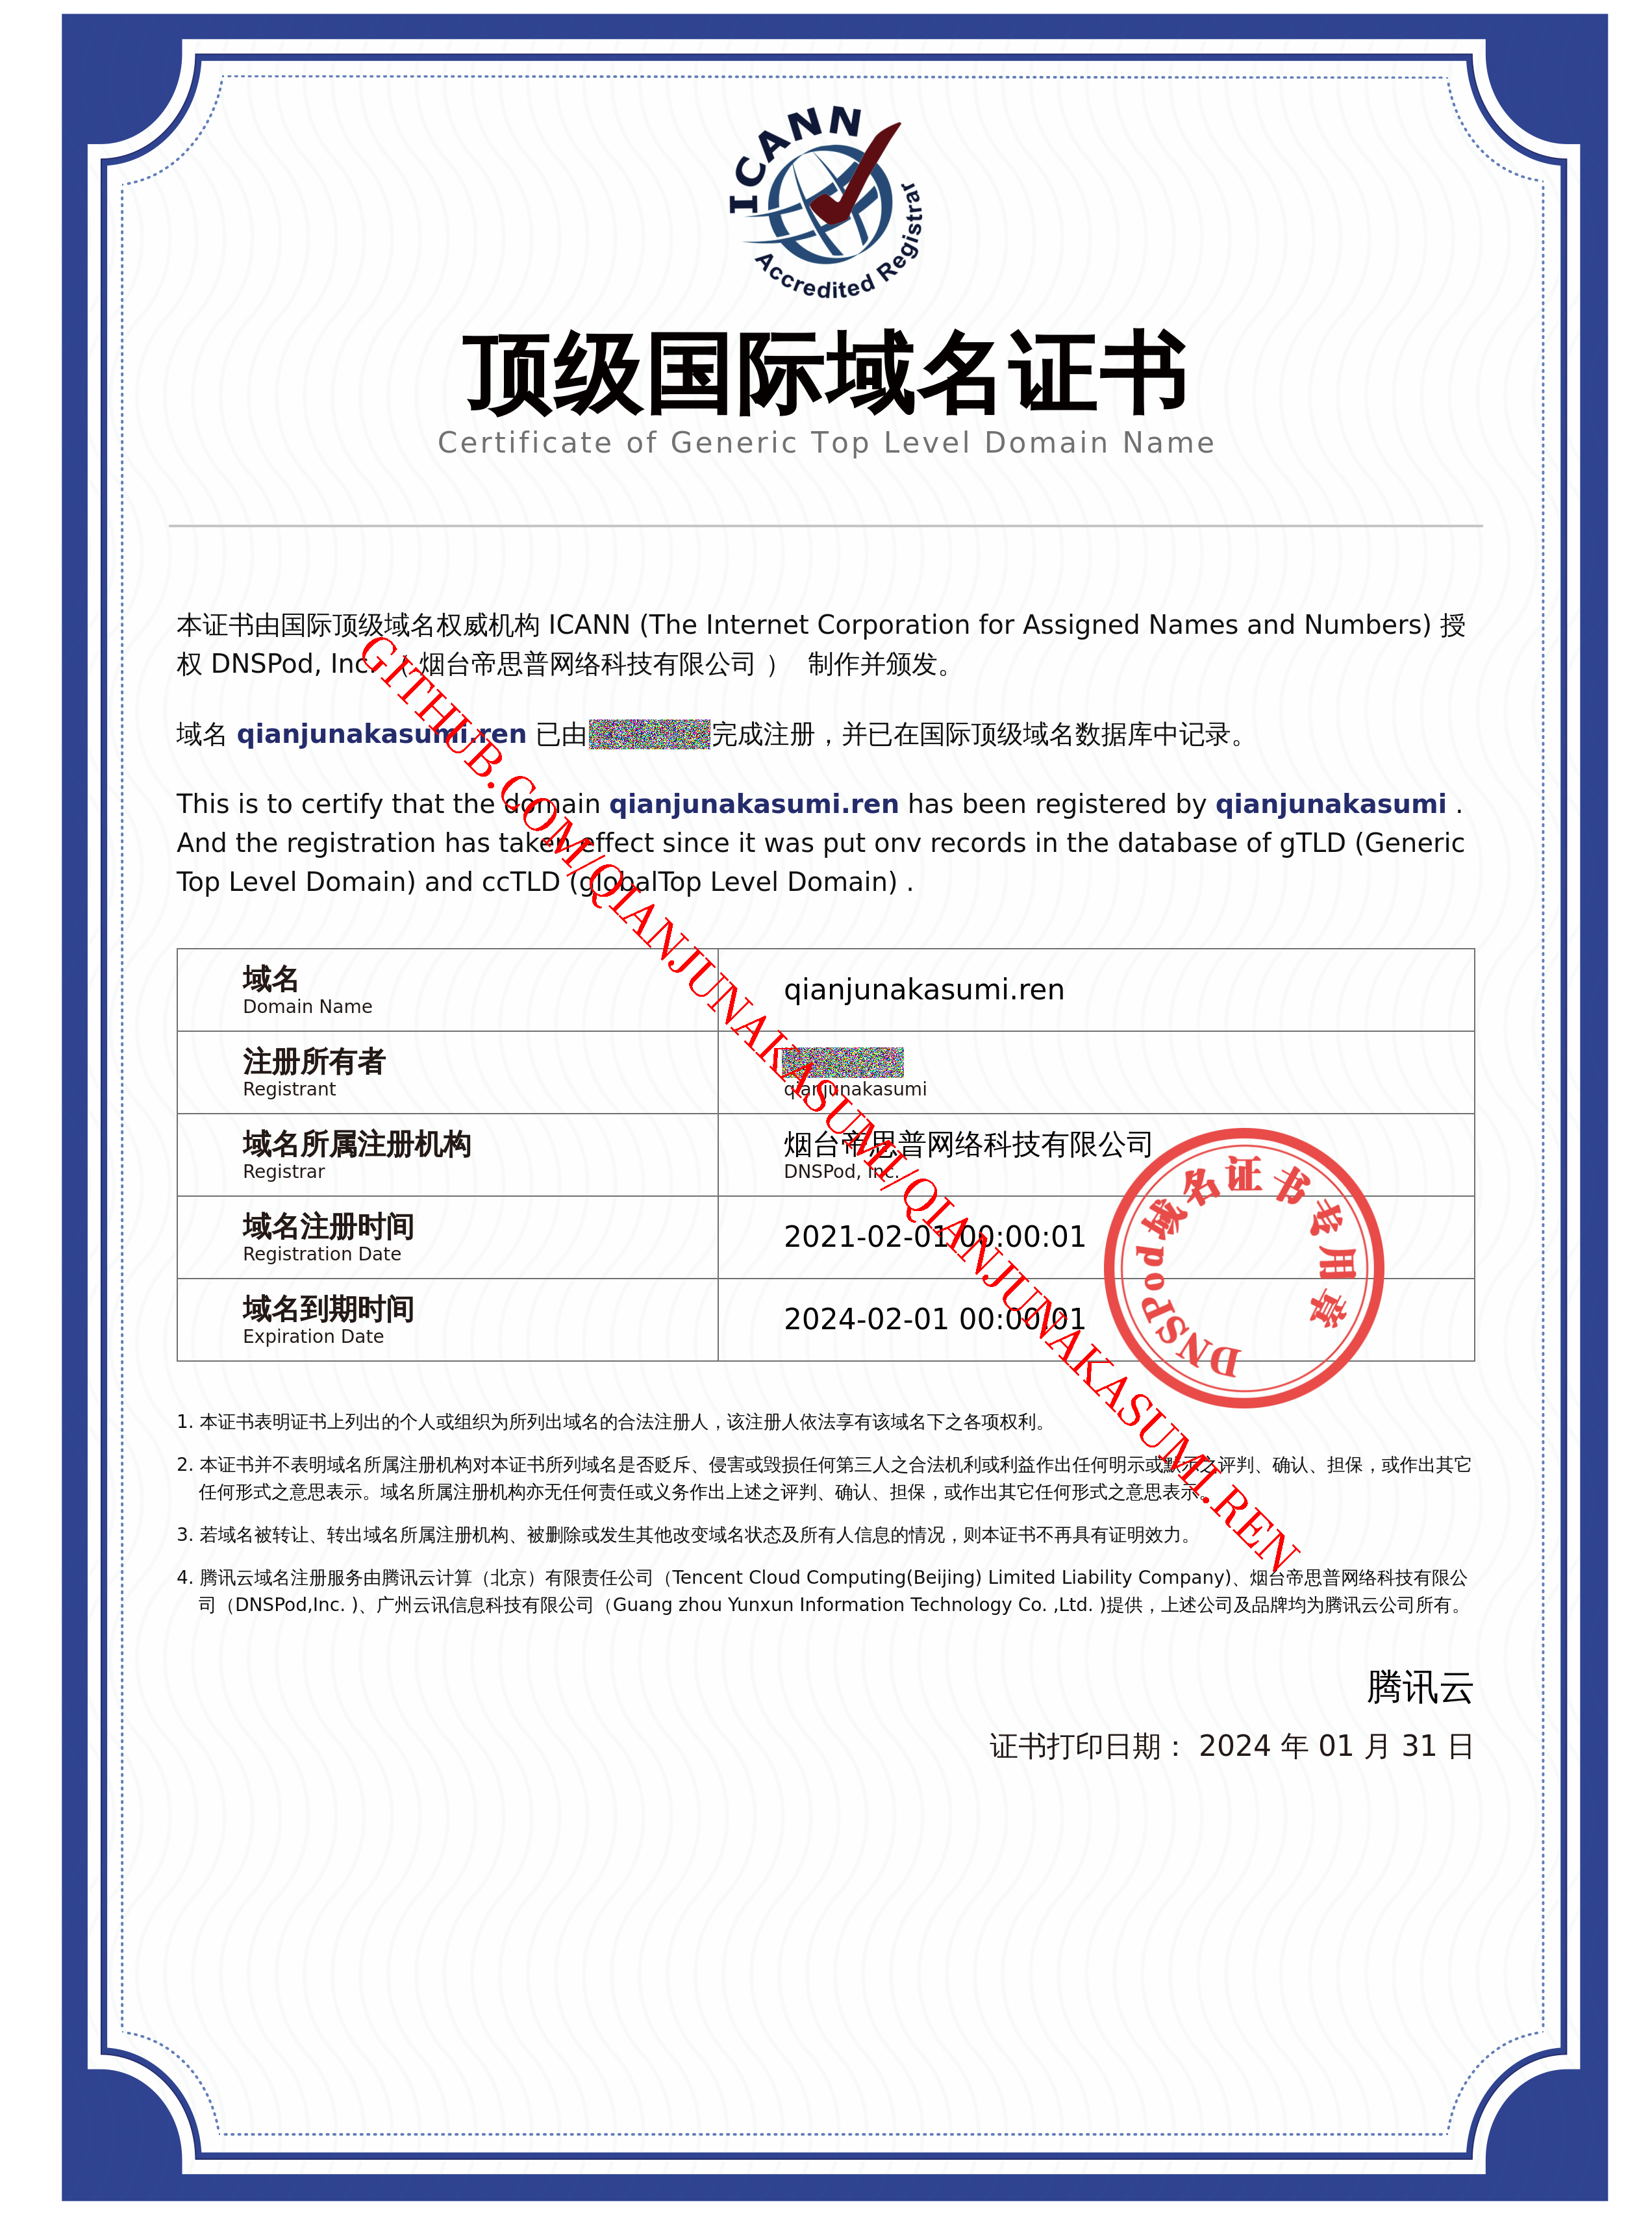 ICANN
Accredited Registrar
顶级国际域名证书
Certificate of Generic Top Level Domain Name
本证书由国际顶级域名权威机构 ICANN (The Internet Corporation for Assigned Names and Numbers) 授
权 DNSPod, Inc. （ 烟台帝思普网络科技有限公司 ） 制作并颁发。
域名 qianjunakasumi.ren 已由完成注册，并已在国际顶级域名数据库中记录。
This is to certify that the domain qianjunakasumi.ren has been registered by qianjunakasumi .
And the registration has taken effect since it was put onv records in the database of gTLD (Generic
Top Level Domain) and ccTLD (globalTop Level Domain) .
GITHUB.COM/QIANJUNAKASUMI/QIANJUNAKASUMI.REN
域名
Domain Name
qianjunakasumi.ren
注册所有者
Registrant
qianjunakasumi
域名所属注册机构
Registrar
烟台帝思普网络科技有限公司
DNSPod, Inc.
域名注册时间
Registration Date
2021-02-01 00:00:01
域名到期时间
Expiration Date
2024-02-01 00:00:01
DNSPod域名证书专用章
1. 本证书表明证书上列出的个人或组织为所列出域名的合法注册人，该注册人依法享有该域名下之各项权利。
2. 本证书并不表明域名所属注册机构对本证书所列域名是否贬斥、侵害或毁损任何第三人之合法机利或利益作出任何明示或默示之评判、确认、担保，或作出其它
任何形式之意思表示。域名所属注册机构亦无任何责任或义务作出上述之评判、确认、担保，或作出其它任何形式之意思表示。
3. 若域名被转让、转出域名所属注册机构、被删除或发生其他改变域名状态及所有人信息的情况，则本证书不再具有证明效力。
4. 腾讯云域名注册服务由腾讯云计算（北京）有限责任公司（Tencent Cloud Computing(Beijing) Limited Liability Company)、烟台帝思普网络科技有限公
司（DNSPod,Inc. )、广州云讯信息科技有限公司（Guang zhou Yunxun Information Technology Co. ,Ltd. )提供，上述公司及品牌均为腾讯云公司所有。
腾讯云
证书打印日期： 2024 年 01 月 31 日